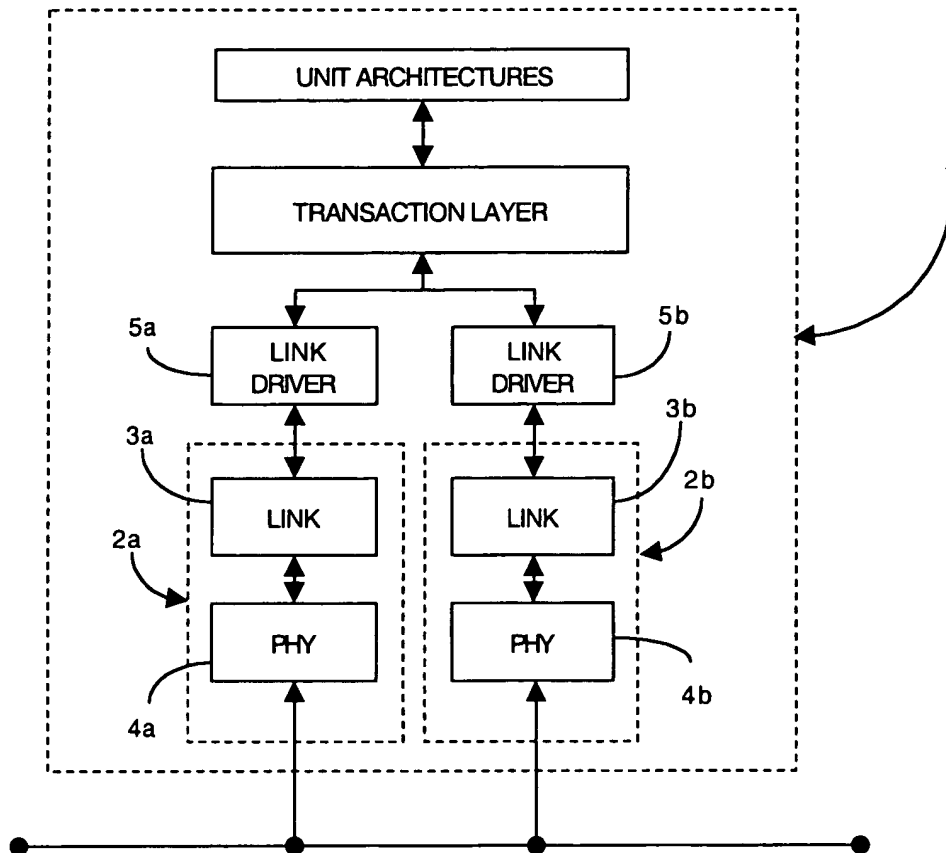 UNIT ARCHITECTURES
TRANSACTION LAYER
5a
LINK
DRIVER
LINK
DRIVER
5b
3a
LINK
LINK
3b
2a
2b
PHY
PHY
4a
4b